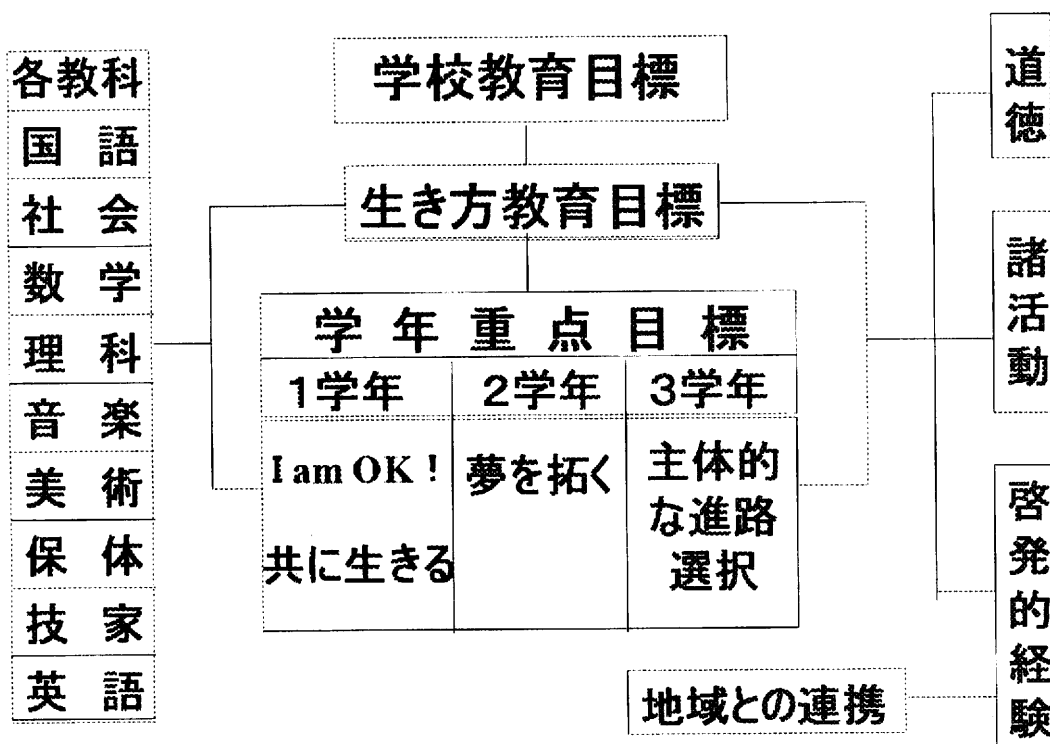 各教科
国語
社会
数学
理科
音楽
美術
保体
技家
英語
学校教育目標
生き方教育目標
学年重点目標
1学年 2学年 3学年
I am OK !
共に生きる
夢を拓く
主体的
な進路
選択
地域との連携
道徳
諸活動
啓発的経験